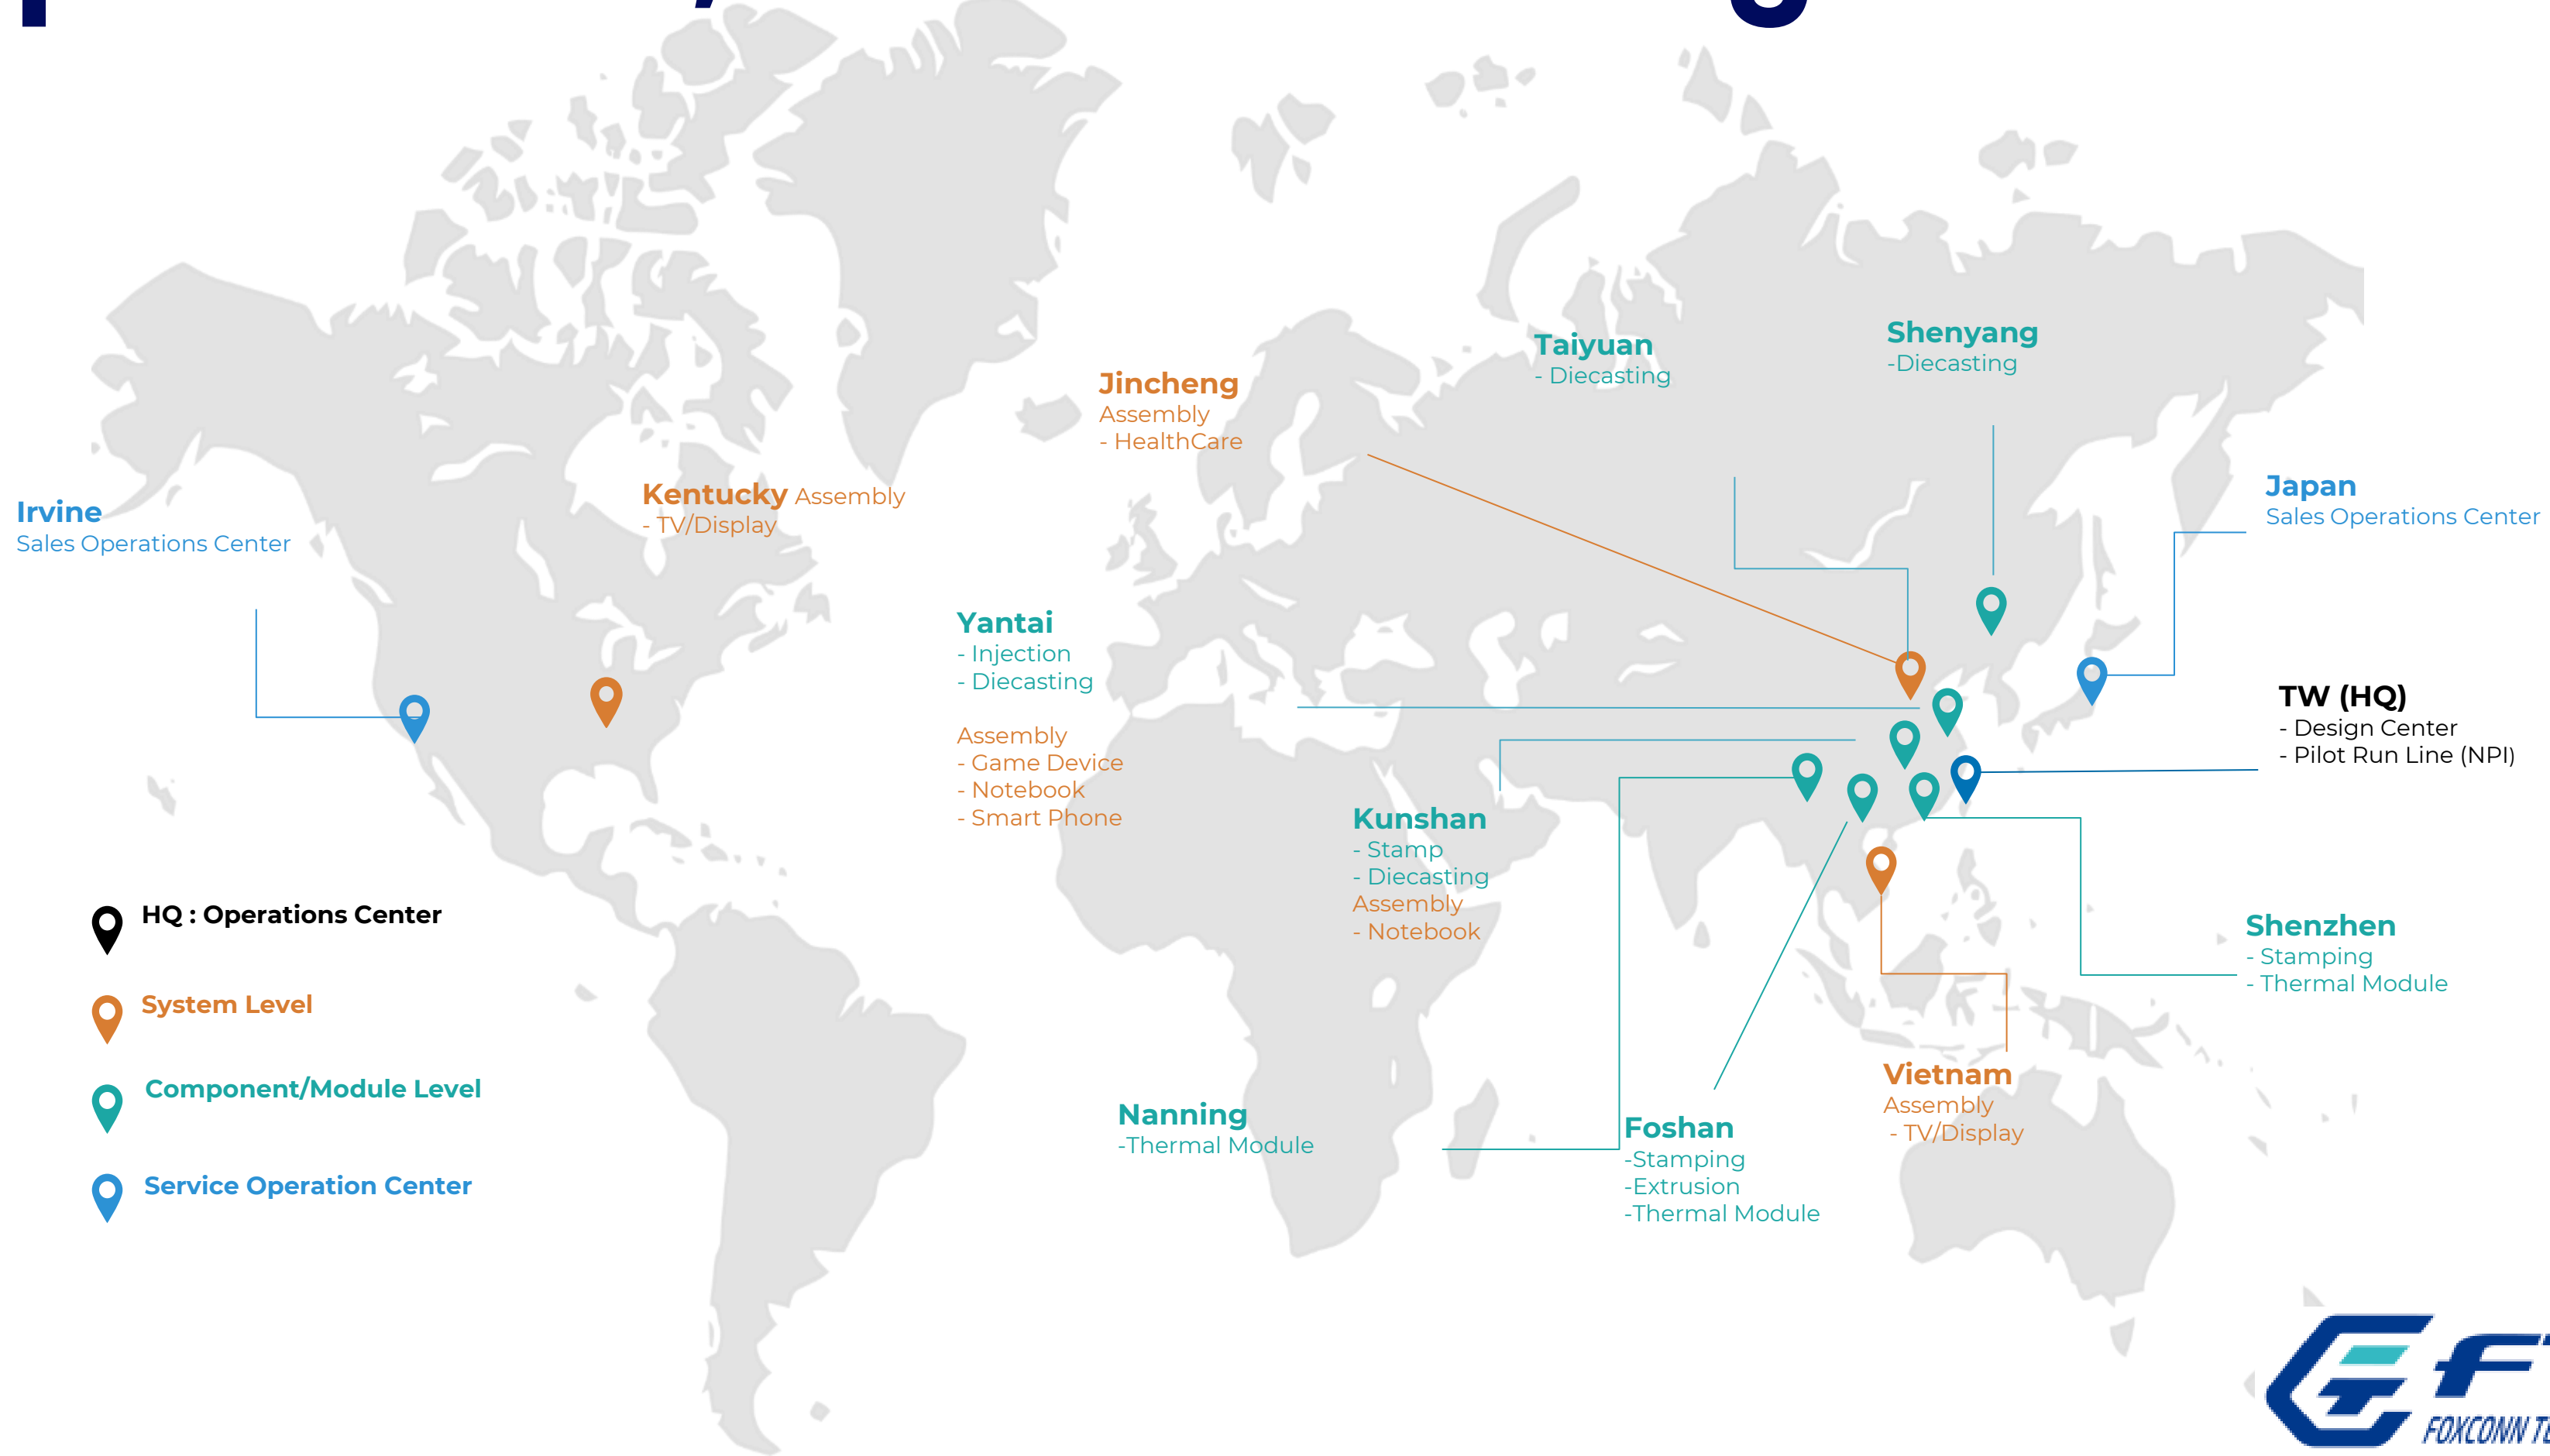 Taiyuan
- Diecasting
Shenyang
-Diecasting
Jincheng
Assembly
- HealthCare
Kentucky Assembly
- TV/Display
Irvine
Sales Operations Center
Japan
Sales Operations Center
Yantai
- Injection
- Diecasting
Assembly
- Game Device
- Notebook
- Smart Phone
TW (HQ)
- Design Center
- Pilot Run Line (NPI)
Kunshan
- Stamp
- Diecasting
Assembly
- Notebook
HQ : Operations Center
System Level
Component/Module Level
Service Operation Center
Shenzhen
- Stamping
- Thermal Module
Vietnam
Assembly
- TV/Display
Nanning
-Thermal Module
Foshan
-Stamping
-Extrusion
-Thermal Module
FOXCONN